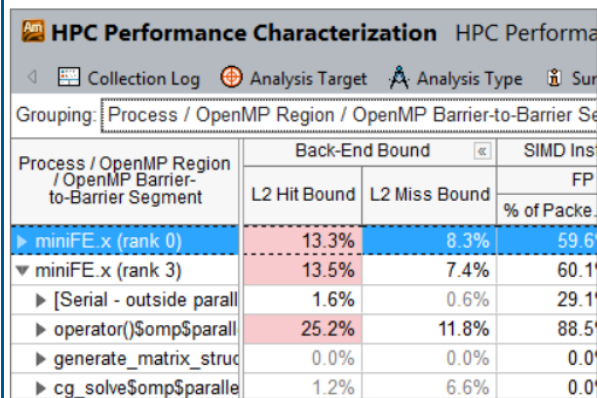 HPC Performance Characterization HPC Performa
Collection Log Analysis Target Analysis Type Sur
Grouping: Process / OpenMP Region / OpenMP Barrier-to-Barrier Se
Process / OpenMP Region
/ OpenMP Barrier-
to-Barrier Segment
Back-End Bound « SIMD Inst
L2 Hit Bound L2 Miss Bound FP
% of Packe.
miniFE.x (rank 0) 13.3% 8.3% 59.6
miniFE.x (rank 3) 13.5% 7.4% 60.1
[Serial - outside parall 1.6% 0.6% 29.1
operator()$omp$parall 25.2% 11.8% 88.5
generate_matrix_struc 0.0% 0.0% 0.0
cg_solve$omp$paralle 1.2% 6.6% 0.0